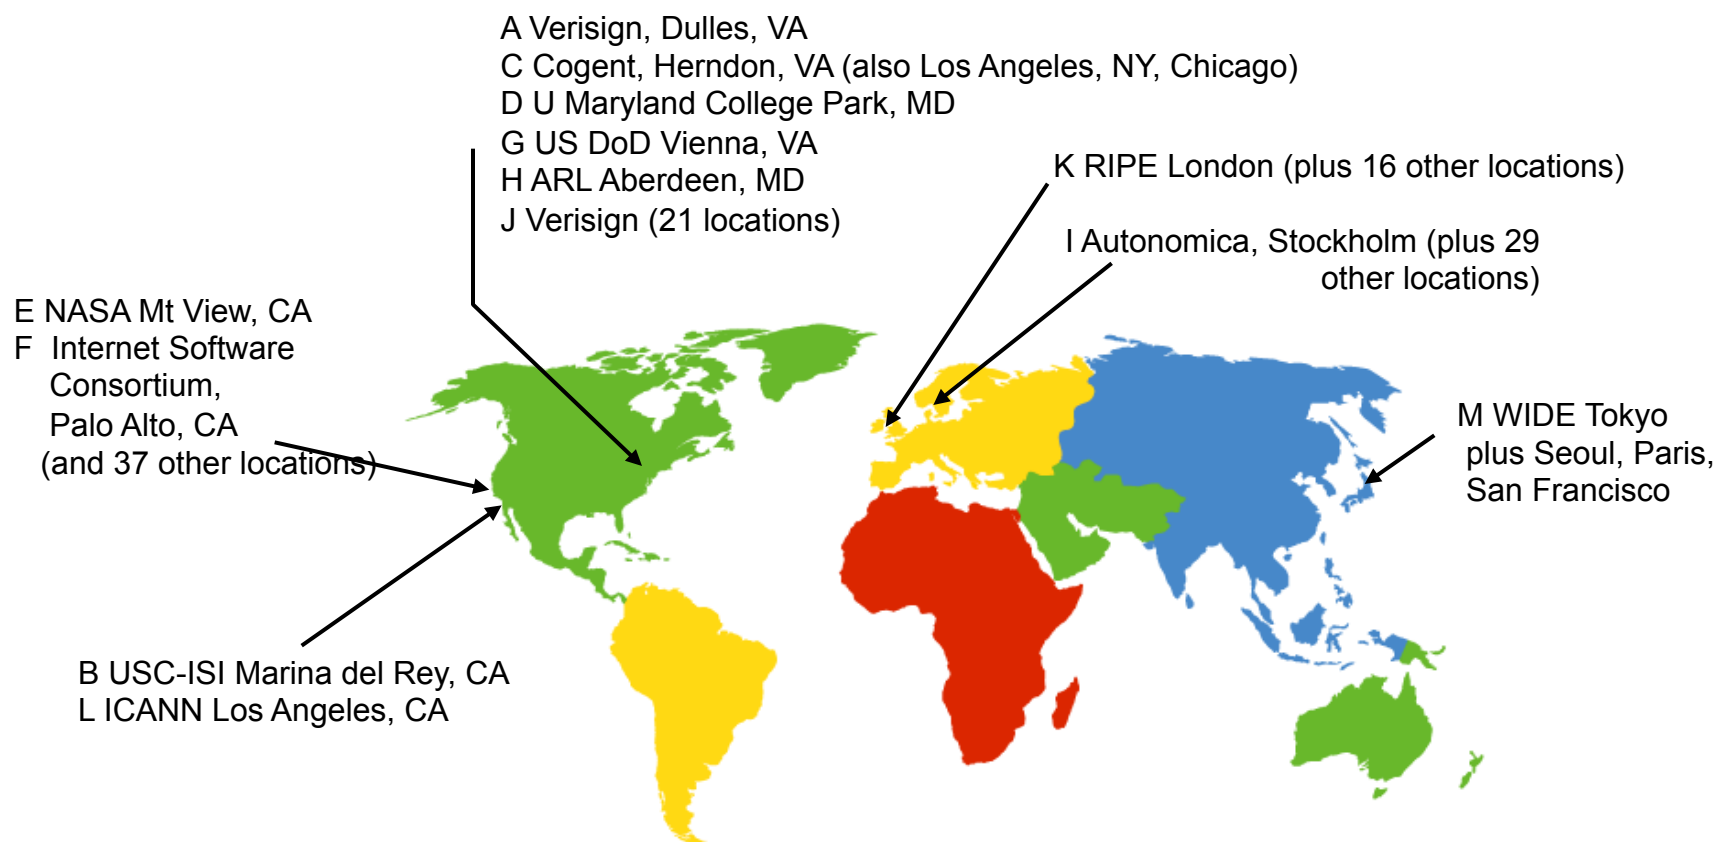 A Verisign, Dulles, VA
C Cogent, Herndon, VA (also Los Angeles, NY, Chicago)
D U Maryland College Park, MD
G US DoD Vienna, VA
H ARL Aberdeen, MD
J Verisign (21 locations)
K RIPE London (plus 16 other locations)
I Autonomica, Stockholm (plus 29
other locations)
E NASA Mt View, CA
F Internet Software
Consortium,
Palo Alto, CA
(and 37 other locations)
M WIDE Tokyo
plus Seoul, Paris,
San Francisco
B USC-ISI Marina del Rey, CA
L ICANN Los Angeles, CA